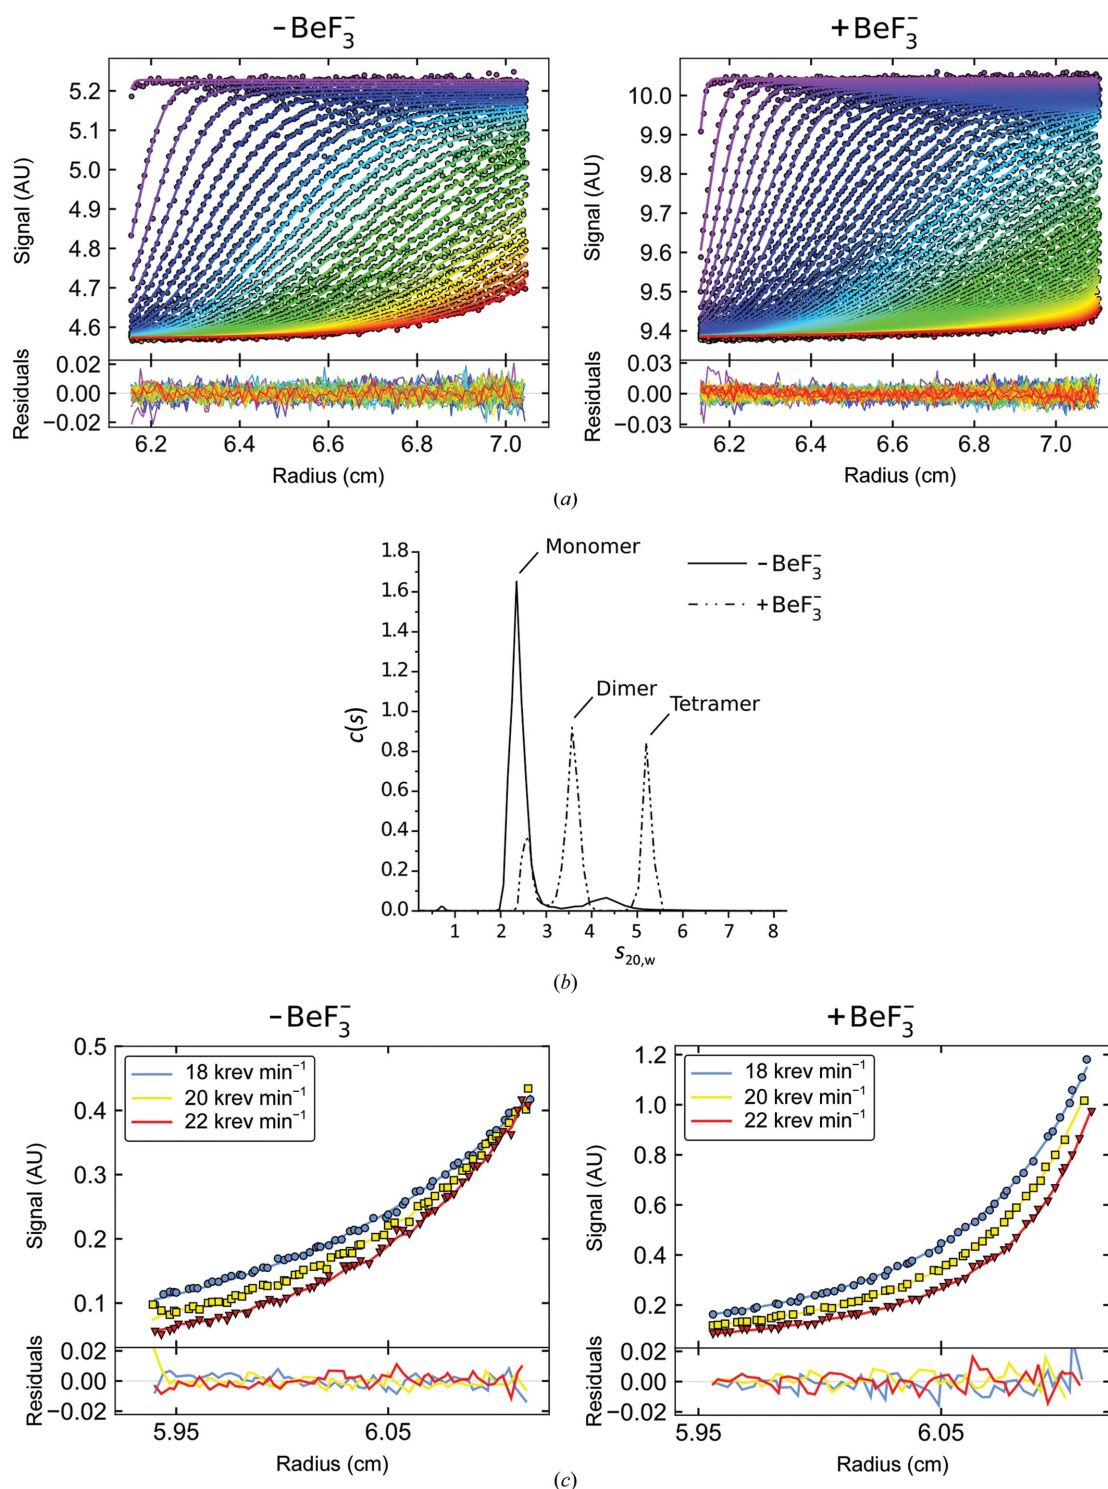 −BeF₃⁻ +BeF₃⁻
5.2
5.1
5.0
4.9
4.8
4.7
4.6
Signal (AU)
0.02
0.00
−0.02
Residuals
6.2 6.4 6.6 6.8 7.0
Radius (cm)
10.0
9.9
9.8
9.7
9.6
9.5
9.4
Signal (AU)
0.03
0.00
−0.03
Residuals
6.2 6.4 6.6 6.8 7.0
Radius (cm)
(a)
1.8
1.6
1.4
1.2
1.0
0.8
0.6
0.4
0.2
0.0
c(s)
Monomer
Dimer
Tetramer
−BeF₃⁻
+BeF₃⁻
1 2 3 4 5 6 7 8
s20,w
(b)
−BeF₃⁻ +BeF₃⁻
0.5
0.4
0.3
0.2
0.1
Signal (AU)
18 krev min⁻¹
20 krev min⁻¹
22 krev min⁻¹
0.02
0.00
−0.02
Residuals
5.95 6.05
Radius (cm)
1.2
1.0
0.8
0.6
0.4
0.2
Signal (AU)
18 krev min⁻¹
20 krev min⁻¹
22 krev min⁻¹
0.02
0.00
−0.02
Residuals
5.95 6.05
Radius (cm)
(c)